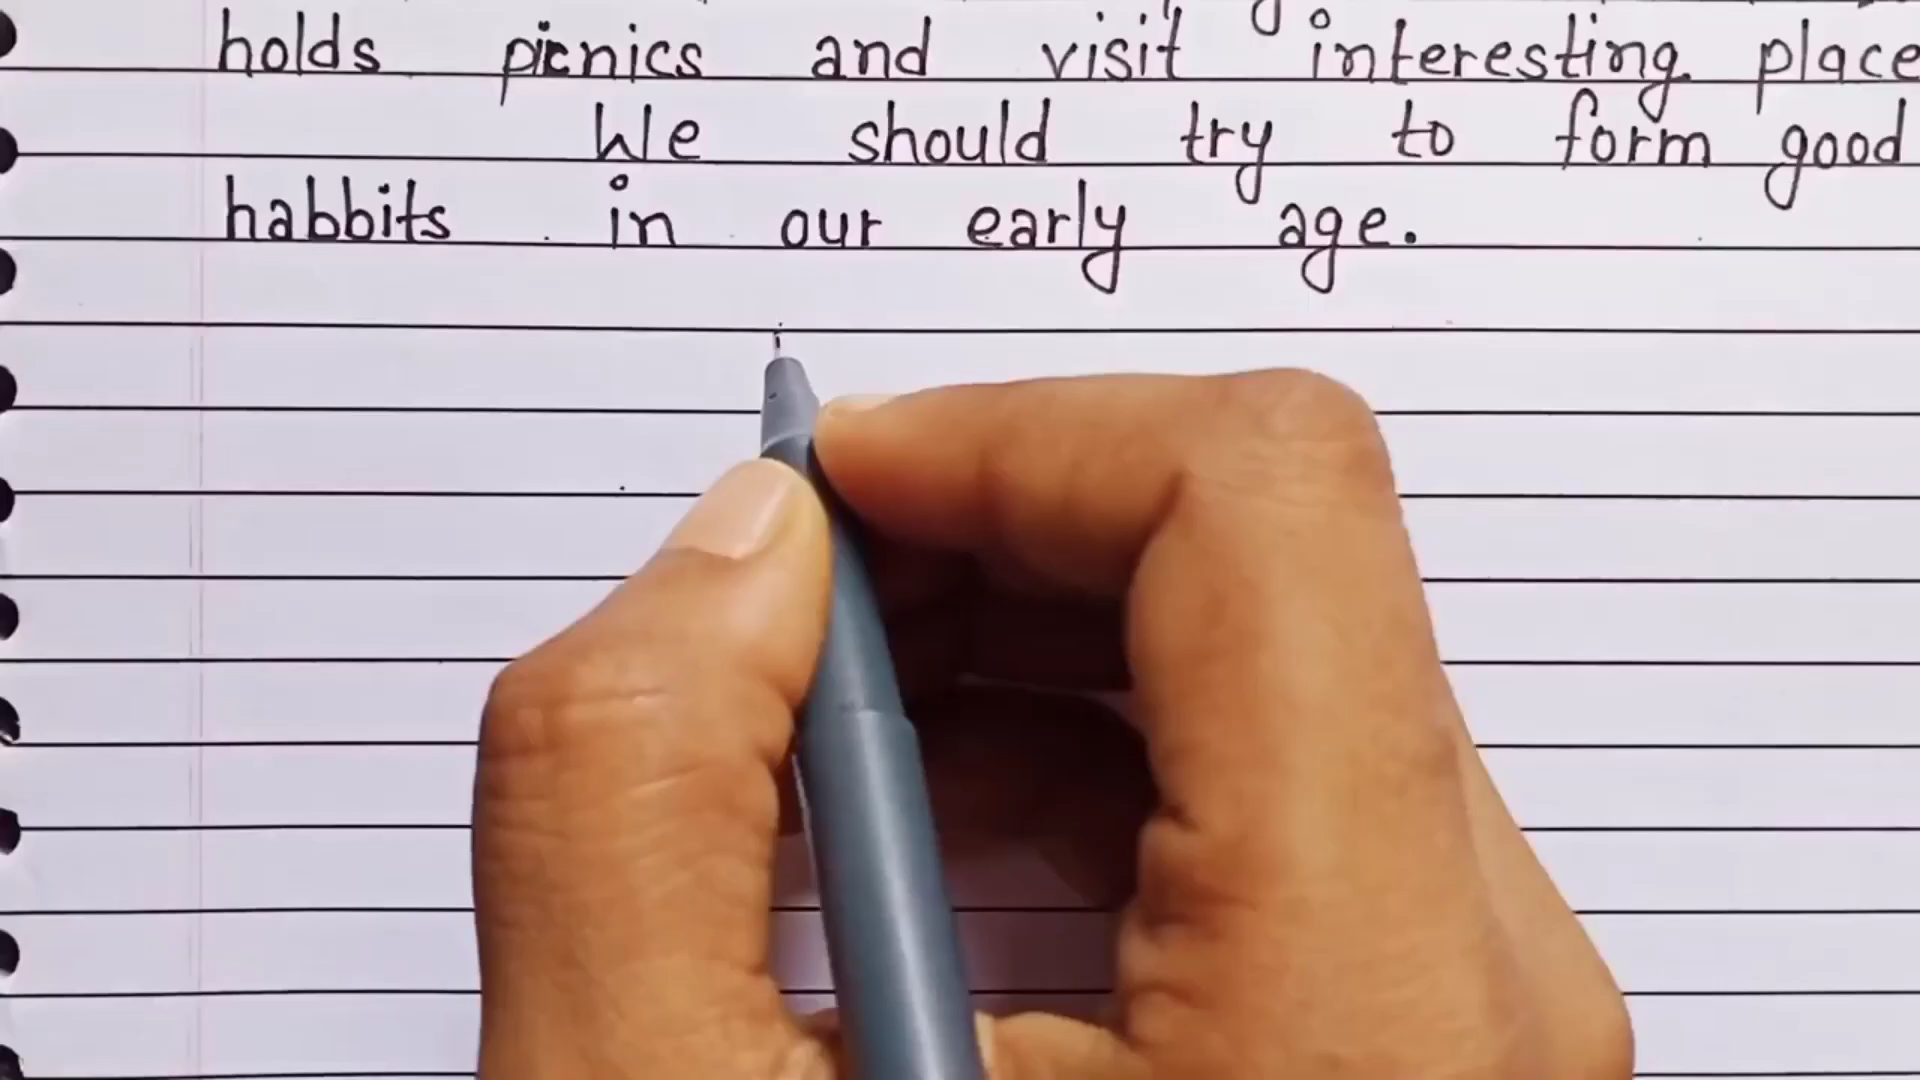 holds picnics and visit interesting place
We should try to form good
habbits in our early age.